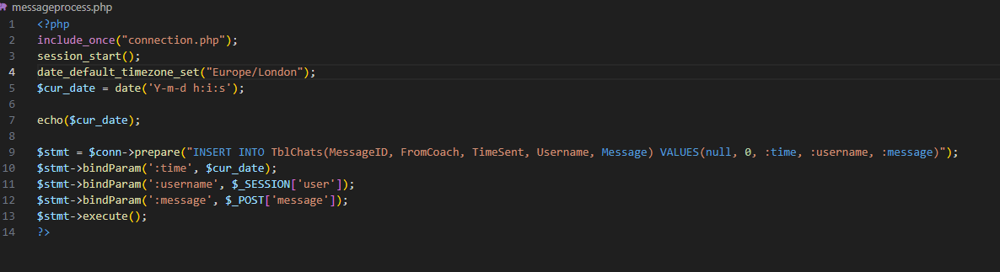 messageprocess.php
1 <?php
2 include_once("connection.php");
3 session_start();
4 date_default_timezone_set("Europe/London");
5 $cur_date = date('Y-m-d h:i:s');
6
7 echo($cur_date);
8
9 $stmt = $conn->prepare("INSERT INTO TblChats(MessageID, FromCoach, TimeSent, Username, Message) VALUES(null, 0, :time, :username, :message)");
10 $stmt->bindParam(':time', $cur_date);
11 $stmt->bindParam(':username', $_SESSION['user']);
12 $stmt->bindParam(':message', $_POST['message']);
13 $stmt->execute();
14 ?>